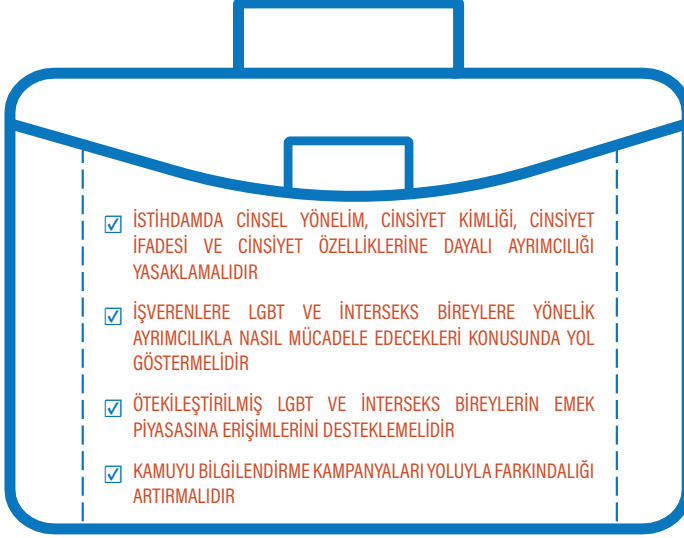 İSTİHDAMDA CİNSEL YÖNELİM, CİNSİYET KİMLİĞİ, CİNSİYET
İFADESİ VE CİNSİYET ÖZELLİKLERİNE DAYALI AYRIMCILIĞI
YASAKLAMALIDIR
İŞVERENLERE LGBT VE İNTERSEKS BİREYLERE YÖNELİK
AYRIMCILIKLA NASIL MÜCADELE EDECEKLERİ KONUSUNDA YOL
GÖSTERMELİDİR
ÖTEKİLEŞTİRİLMİŞ LGBT VE İNTERSEKS BİREYLERİN EMEK
PİYASASINA ERİŞİMLERİNİ DESTEKLEMELİDİR
KAMUYU BİLGİLENDİRME KAMPANYALARI YOLUYLA FARKINDALIĞI
ARTIRMALIDIR